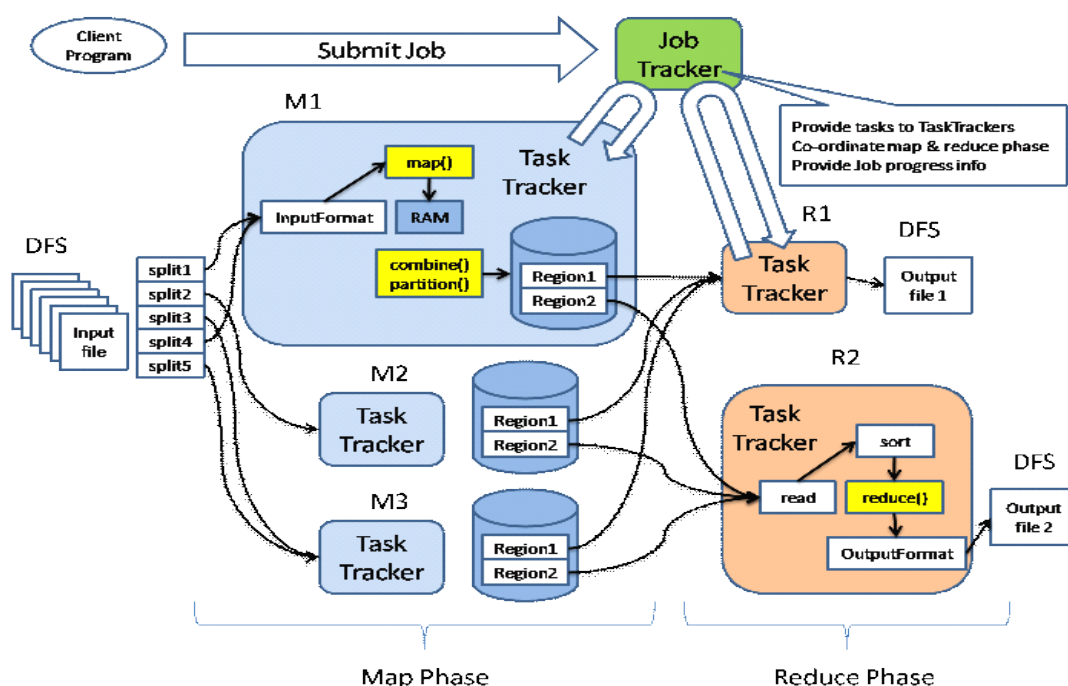 Client
Program
Submit Job
Job
Tracker
Provide tasks to TaskTrackers
Co-ordinate map & reduce phase
Provide Job progress info
M1
Task
Tracker
map()
InputFormat
RAM
combine()
partition()
Region1
Region2
DFS
Input
file
split1
split2
split3
split4
split5
M2
Task
Tracker
Region1
Region2
M3
Task
Tracker
Region1
Region2
R1
Task
Tracker
DFS
Output
file 1
R2
Task
Tracker
sort
read
reduce(}
OutputFormat
DFS
Output
file 2
Map Phase
Reduce Phase